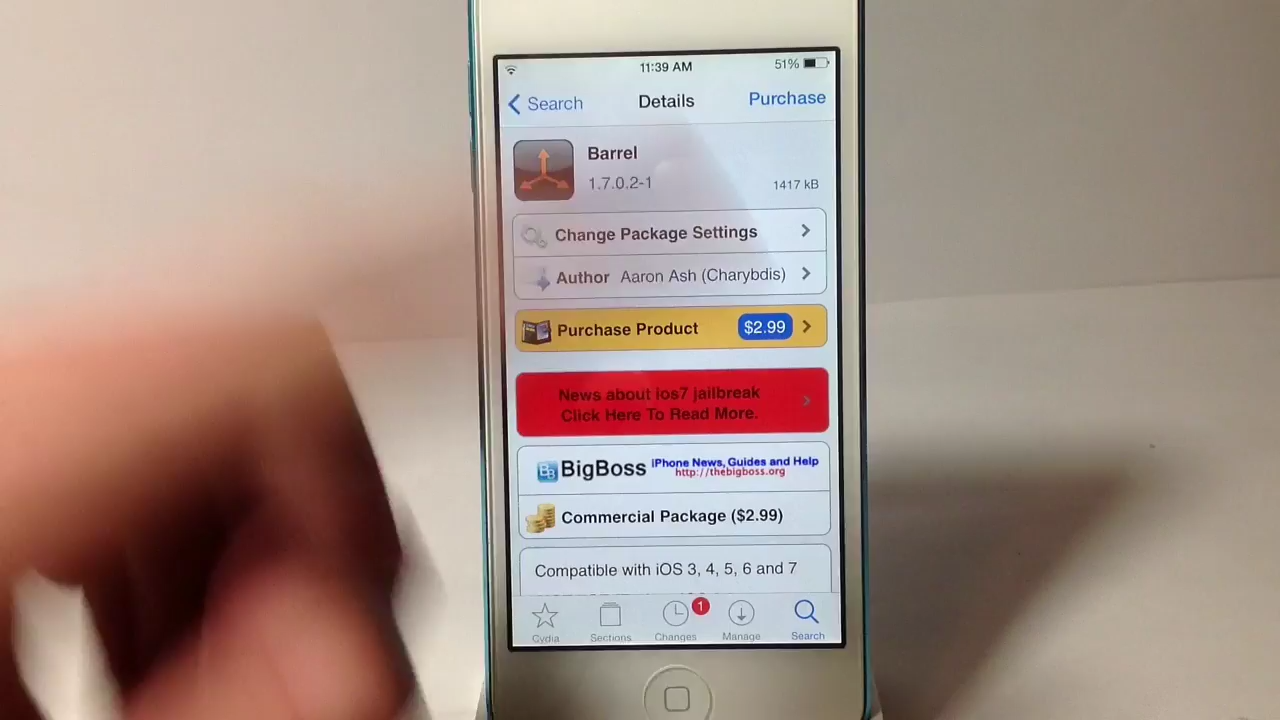 11:39 AM
51%
Search
Details
Purchase
Barrel
1.7.0.2-1
1417 kB
Change Package Settings
Author Aaron Ash (Charybdis)
Purchase Product $2.99
News about ios7 jailbreak
Click Here To Read More.
BB BigBoss iPhone News, Guides and Help
http://thebigboss.org
Commercial Package ($2.99)
Compatible with iOS 3, 4, 5, 6 and 7
1
Cydia
Sections
Changes
Manage
Search